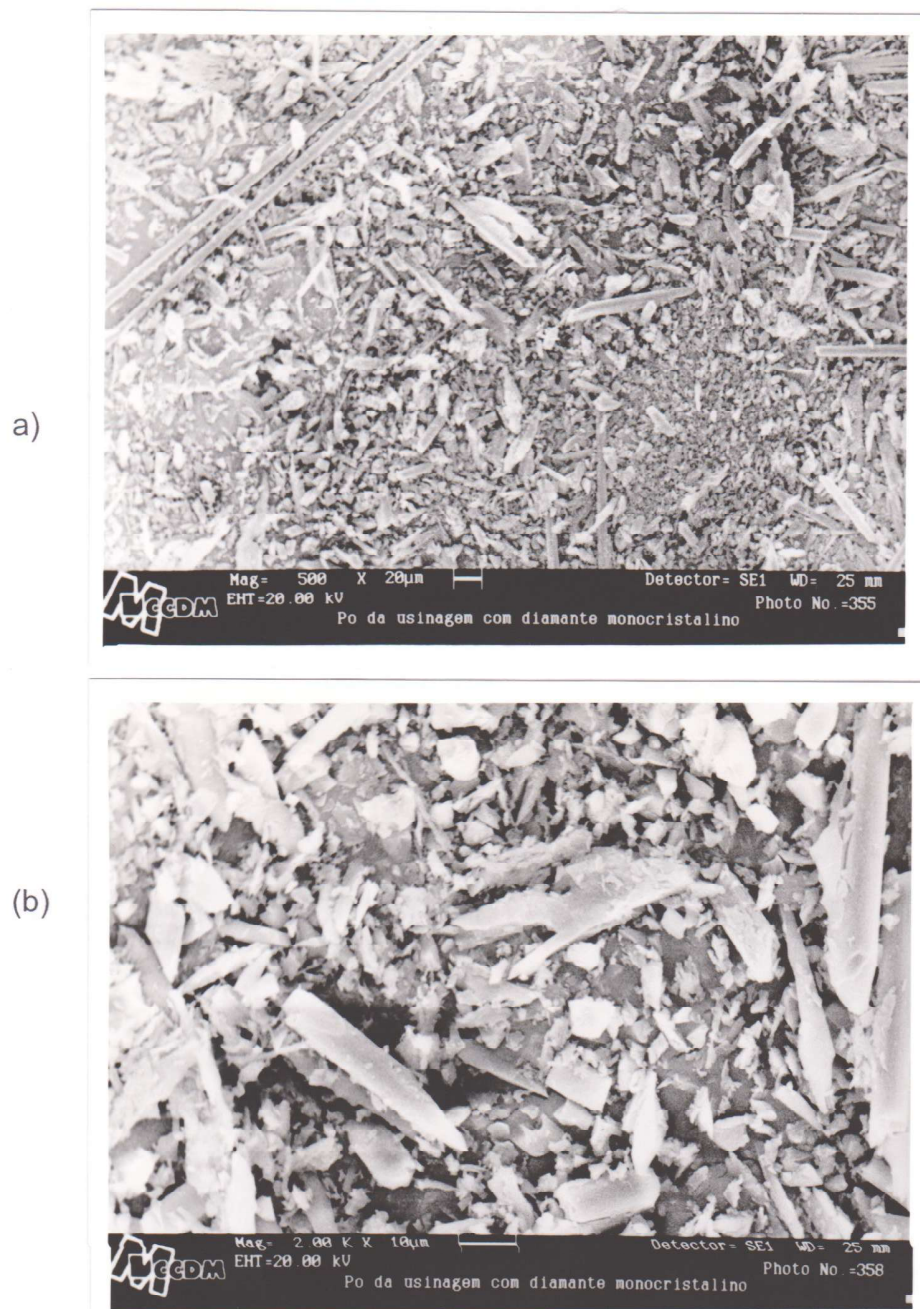 a)
Mag= 500 X 20µm Detector= SE1 WD= 25 mm
CCDM EHT=20.00 kV Photo No.=355
Po da usinagem com diamante monocristalino
(b)
Mag= 2.00 K X 10µm Detector= SE1 WD= 25 mm
CCDM EHT=20.00 kV Photo No.=358
Po da usinagem com diamante monocristalino